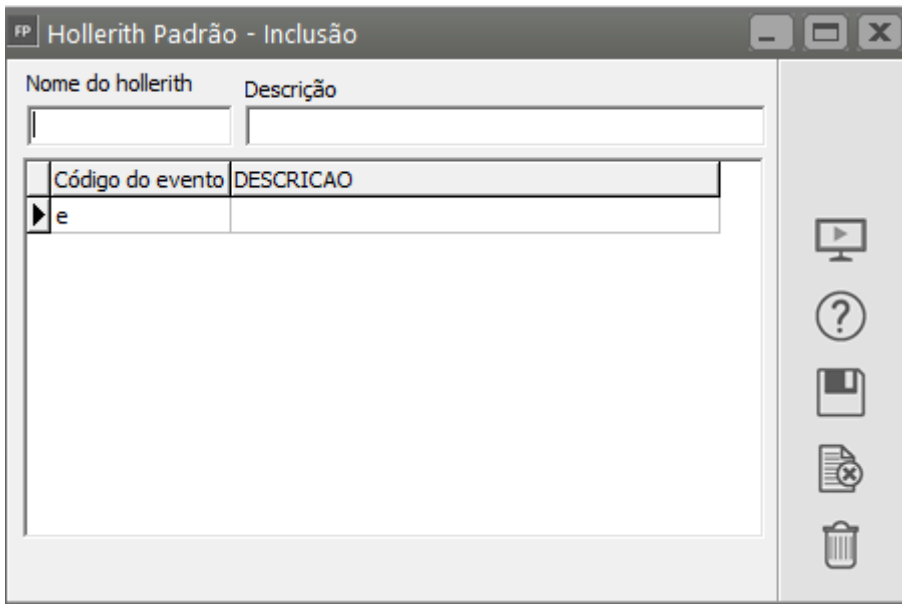 FP Hollerith Padrão - Inclusão
Nome do hollerith Descrição
Código do evento DESCRICAO
e
?